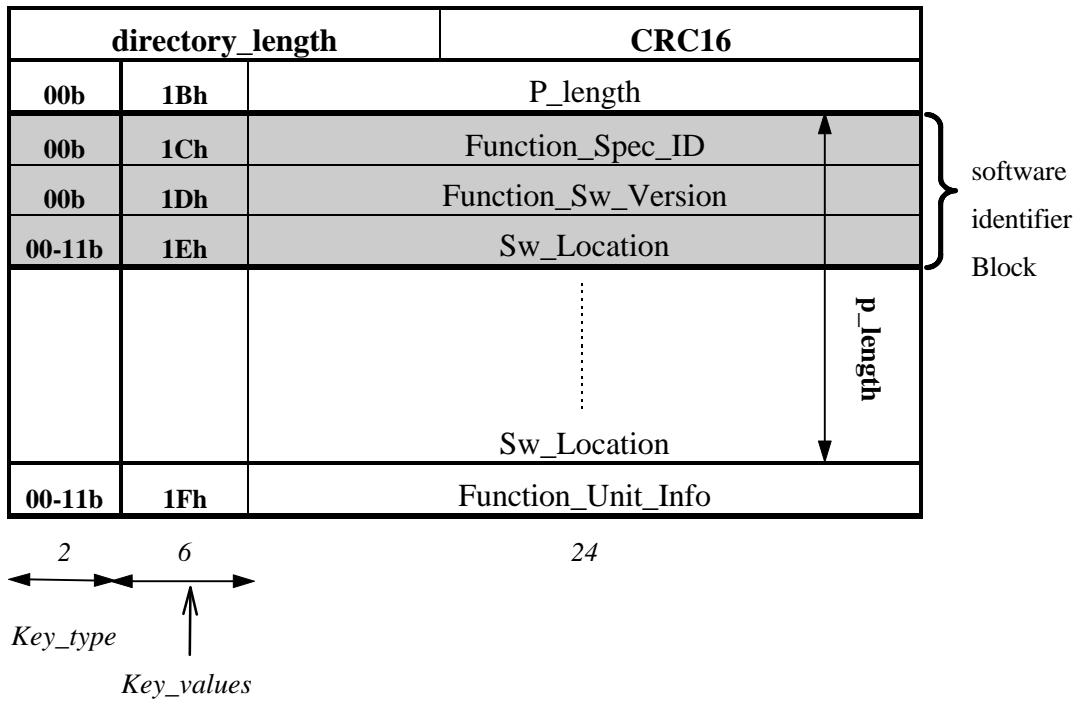 directory_length CRC16
00b 1Bh P_length
00b 1Ch Function_Spec_ID
00b 1Dh Function_Sw_Version
00-11b 1Eh Sw_Location
software
identifier
Block
p_length
Sw_Location
00-11b 1Fh Function_Unit_Info
2 6 24
Key_type
Key_values